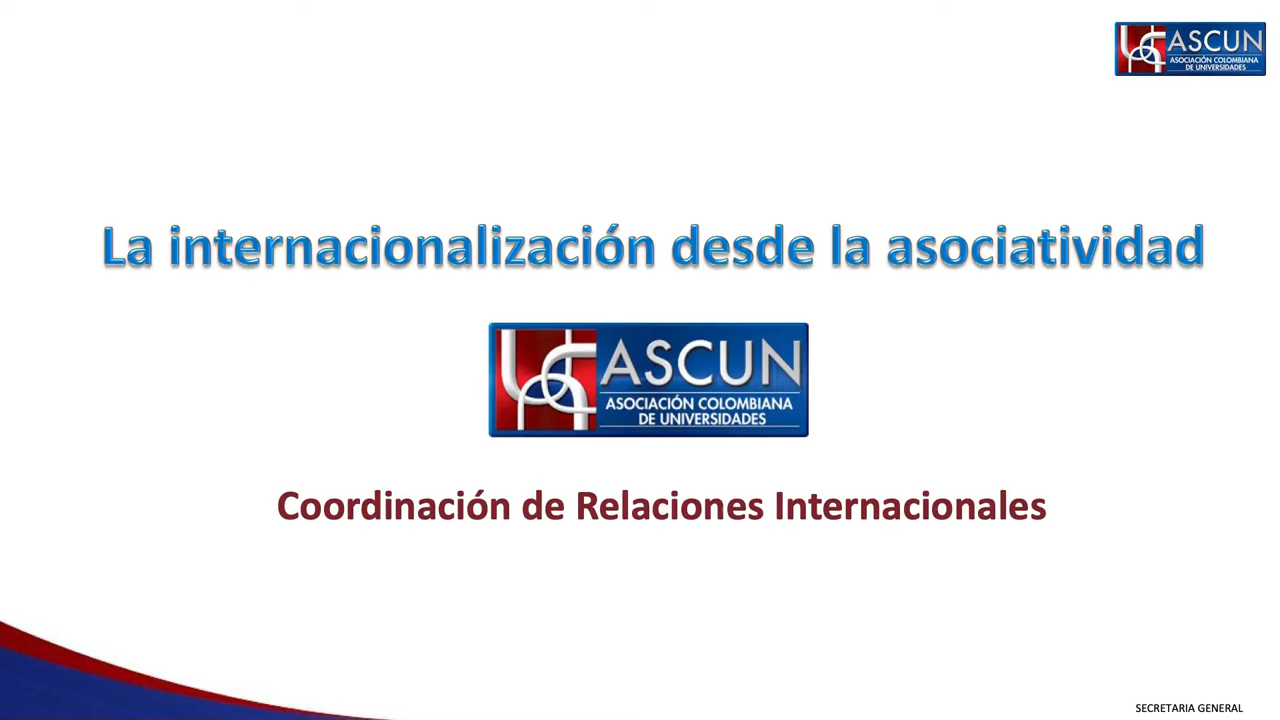 ASCUN
ASOCIACIÓN COLOMBIANA
DE UNIVERSIDADES
La internacionalización desde la asociatividad
ASCUN
ASOCIACIÓN COLOMBIANA
DE UNIVERSIDADES
Coordinación de Relaciones Internacionales
SECRETARIA GENERAL